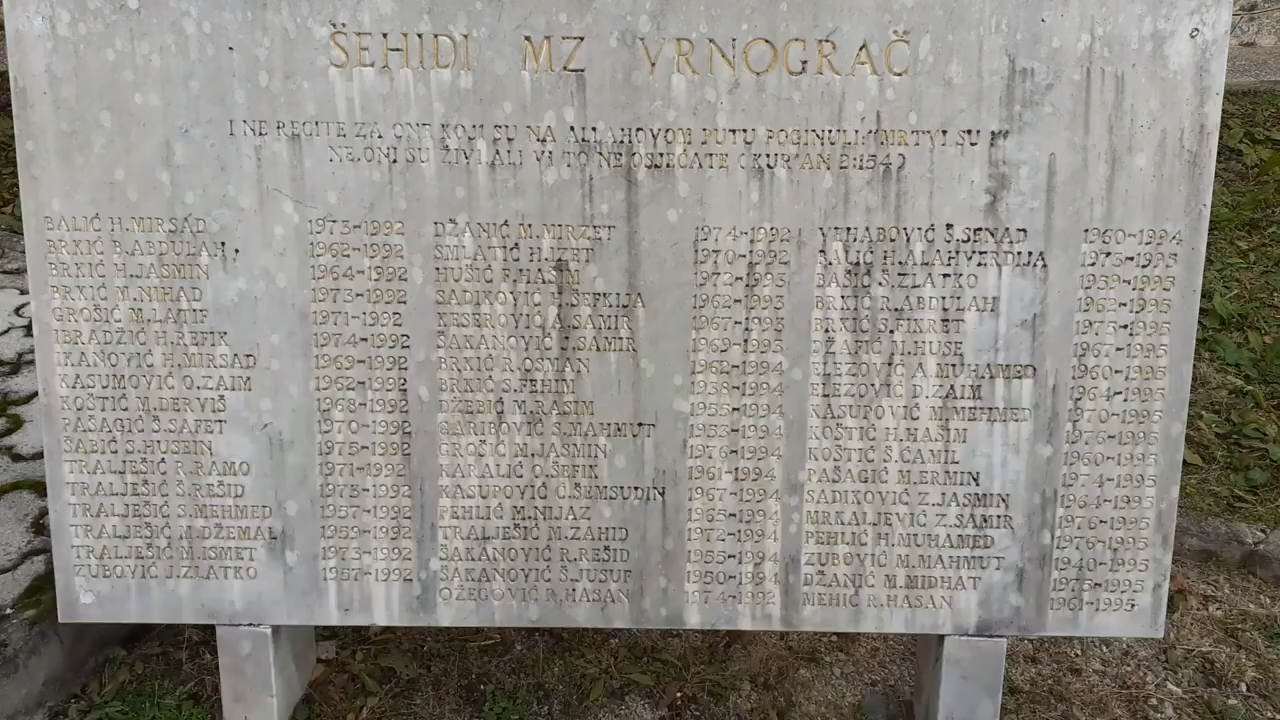 ŠEHIDI MZ VRNOGRAČ
I NE RECITE ZA ONE KOJI SU NA ALLAHOVOM PUTU POGINULI: "MRTVI SU !"
NE, ONI SU ŽIVI ALI VI TO NE OSJEĆATE (KUR'AN 2:154)
BALIĆ H.MIRSAD 1973-1992
BRKIĆ B.ABDULAH 1962-1992
BRKIĆ H.JASMIN 1964-1992
BRKIĆ M.NIHAD 1973-1992
GROŠIĆ M.LATIF 1971-1992
IBRADŽIĆ H.REFIK 1974-1992
IKANOVIĆ H.MIRSAD 1969-1992
KASUMOVIĆ O.ZAIM 1962-1992
KOŠTIĆ M.DERVIŠ 1968-1992
PAŠAGIĆ Š.SAFET 1970-1992
ŠABIĆ S.HUSEIN 1975-1992
TRALJEŠIĆ R.RAMO 1971-1992
TRALJEŠIĆ Š.REŠID 1973-1992
TRALJEŠIĆ S.MEHMED 1957-1992
TRALJEŠIĆ M.DŽEMAL 1959-1992
TRALJEŠIĆ M.ISMET 1973-1992
ZUBOVIĆ J.ZLATKO 1957-1992
DŽANIĆ M.MIRZET 1974-1992
SMLATIĆ H.IZET 1970-1992
HUŠIĆ F.HAŠIM 1972-1993
SADIKOVIĆ H.ŠEFKIJA 1962-1993
KESEROVIĆ A.SAMIR 1967-1993
ŠAKANOVIĆ J.SAMIR 1969-1993
BRKIĆ R.OSMAN 1962-1994
BRKIĆ S.FEHIM 1938-1994
DŽEBIĆ M.RASIM 1955-1994
GARIBOVIĆ S.MAHMUT 1953-1994
GROŠIĆ M.JASMIN 1976-1994
KARALIĆ O.ŠEFIK 1961-1994
KASUPOVIĆ Ć.ŠEMSUDIN 1967-1994
PEHLIĆ M.NIJAZ 1965-1994
TRALJEŠIĆ M.ZAHID 1972-1994
ŠAKANOVIĆ R.REŠID 1955-1994
ŠAKANOVIĆ Š.JUSUF 1950-1994
OŽEGOVIĆ R.HASAN 1974-1992
VEHABOVIĆ Š.SENAD 1960-1994
BALIĆ H.ALAHVERDIJA 1973-1995
BAŠIĆ Š.ZLATKO 1959-1995
BRKIĆ R.ABDULAH 1962-1995
BRKIĆ S.FIKRET 1975-1995
DŽAFIĆ M.HUSE 1967-1995
ELEZOVIĆ A.MUHAMED 1960-1995
ELEZOVIĆ D.ZAIM 1964-1995
KASUPOVIĆ M.MEHMED 1970-1995
KOŠTIĆ H.HAŠIM 1976-1995
KOŠTIĆ Š.ĆAMIL 1960-1995
PAŠAGIĆ M.ERMIN 1974-1995
SADIKOVIĆ Z.JASMIN 1964-1995
MRKALJEVIĆ Z.SAMIR 1976-1995
PEHLIĆ H.MUHAMED 1976-1995
ZUBOVIĆ M.MAHMUT 1940-1995
DŽANIĆ M.MIDHAT 1975-1995
MEHIĆ R.HASAN 1961-1995